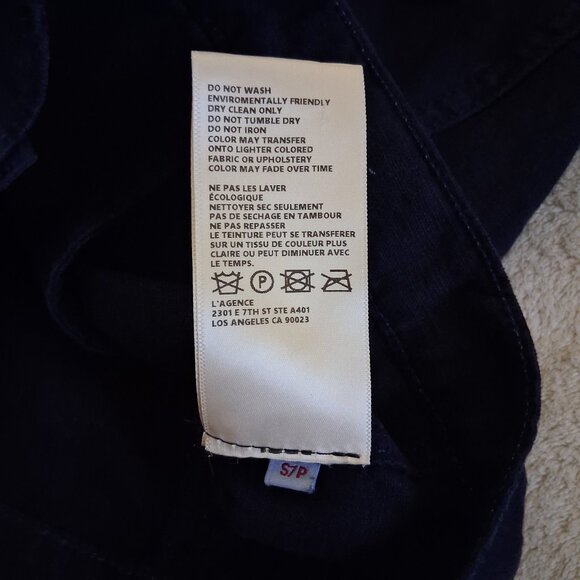 DO NOT WASH
ENVIROMENTALLY FRIENDLY
DRY CLEAN ONLY
DO NOT TUMBLE DRY
DO NOT IRON
COLOR MAY TRANSFER
ONTO LIGHTER COLORED
FABRIC OR UPHOLSTERY
COLOR MAY FADE OVER TIME
NE PAS LES LAVER
ÉCOLOGIQUE
NETTOYER SEC SEULEMENT
PAS DE SECHAGE EN TAMBOUR
NE PAS REPASSER
LE TEINTURE PEUT SE TRANSFERER
SUR UN TISSU DE COULEUR PLUS
CLAIRE OU PEUT DIMINUER AVEC
LE TEMPS.
P
L'AGENCE
2301 E 7TH ST STE A401
LOS ANGELES CA 90023
S/P